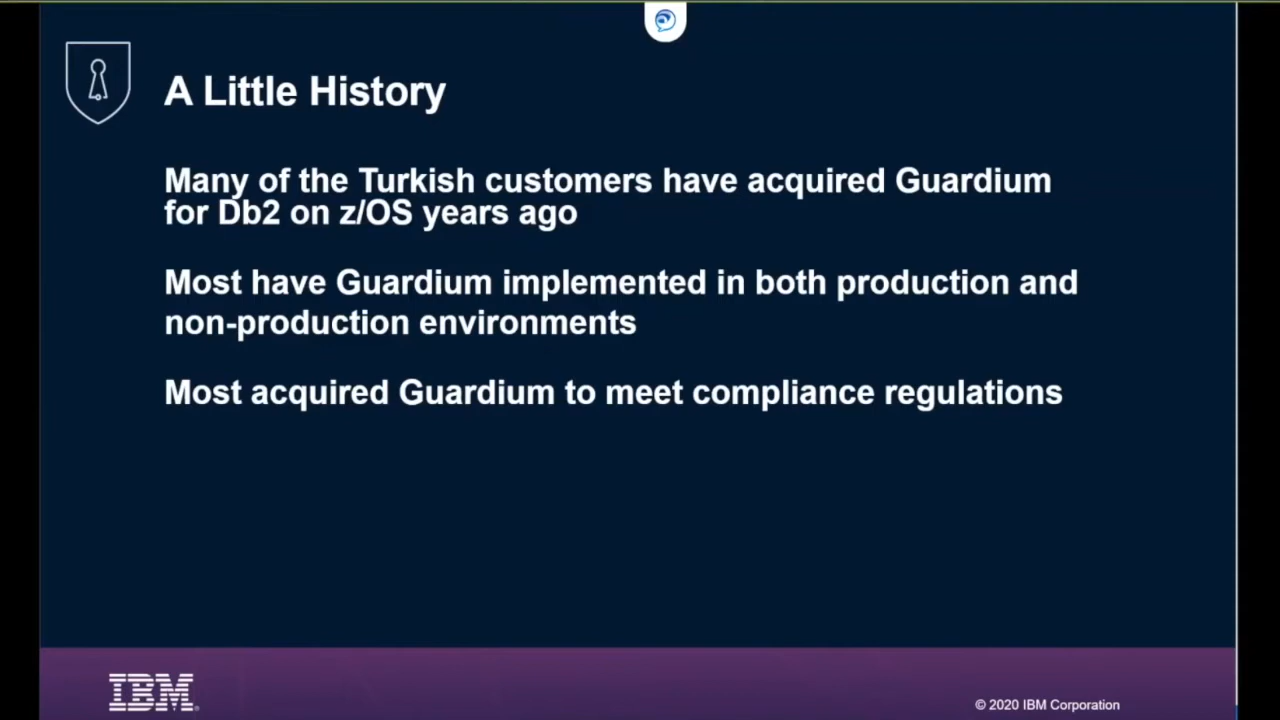 A Little History
Many of the Turkish customers have acquired Guardium
for Db2 on z/OS years ago
Most have Guardium implemented in both production and
non-production environments
Most acquired Guardium to meet compliance regulations
IBM
© 2020 IBM Corporation